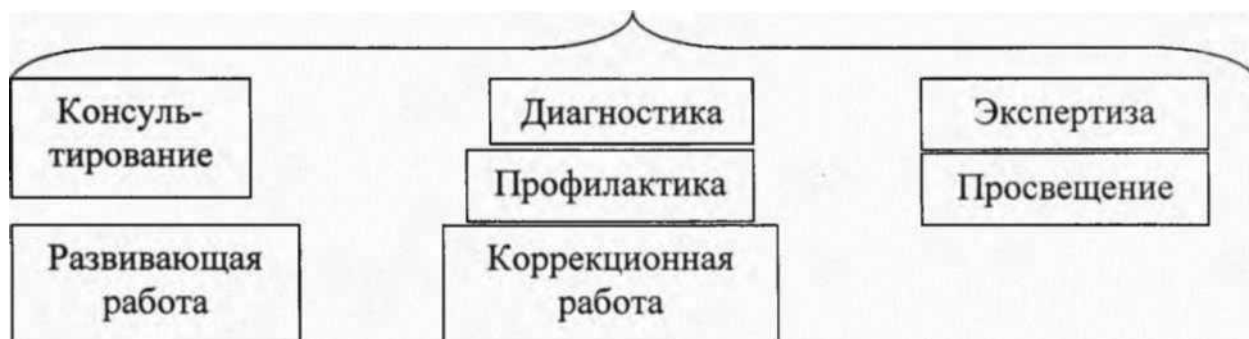 Консуль-
тирование
Диагностика
Экспертиза
Профилактика
Просвещение
Развивающая
работа
Коррекционная
работа